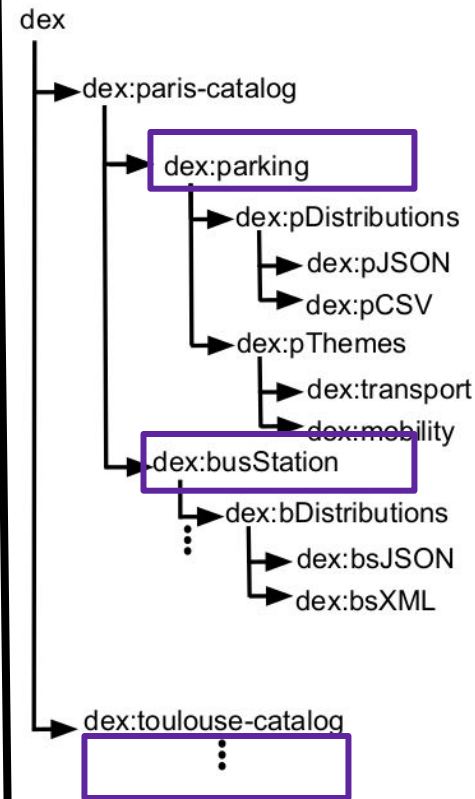 dex
dex:paris-catalog
dex:parking
dex:pDistributions
dex:pJSON
dex:pCSV
dex:pThemes
dex:transport
dex:mobility
dex:busStation
dex:bDistributions
dex:bsJSON
dex:bsXML
dex:toulouse-catalog